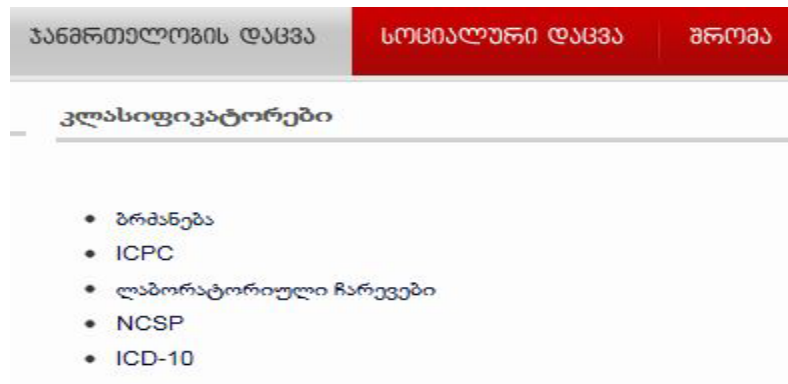 ჯანმრთელობის დაცვა სოციალური დაცვა შრომა
კლასიფიკატორები
ბრძანება
ICPC
ლაბორატორიული ჩარევები
NCSP
ICD-10